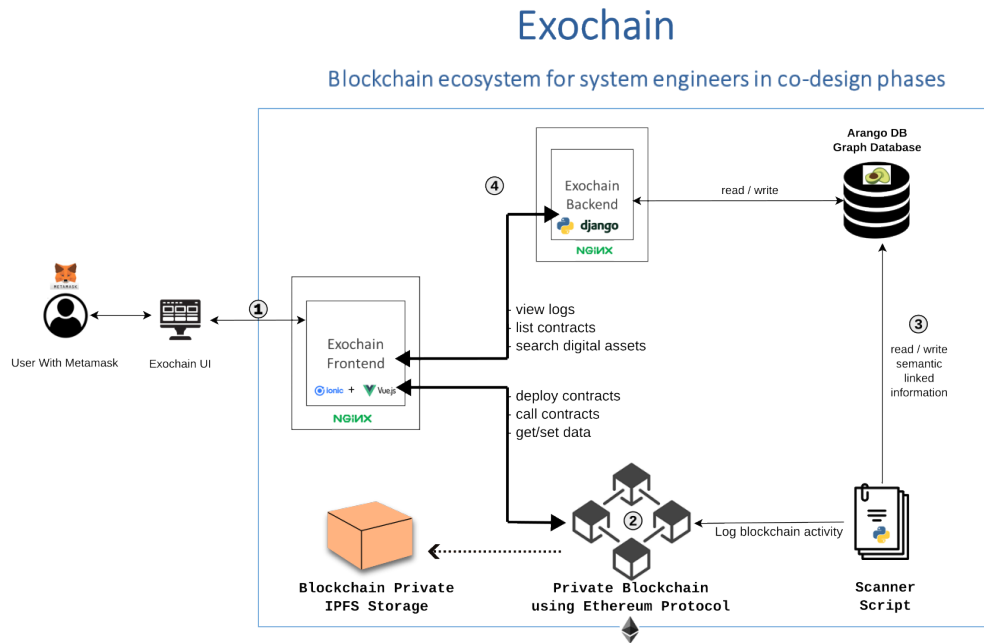 Exochain
Blockchain ecosystem for system engineers in co-design phases
Arango DB
Graph Database
4
Exochain
Backend
django
NGINX
read / write
METAMASK
1
User With Metamask
Exochain UI
Exochain
Frontend
ionic + Vue.js
NGINX
- view logs
- list contracts
- search digital assets
3
read / write
semantic
linked
information
- deploy contracts
- call contracts
- get/set data
2
Log blockchain activity
Blockchain Private
IPFS Storage
Private Blockchain
using Ethereum Protocol
Scanner
Script